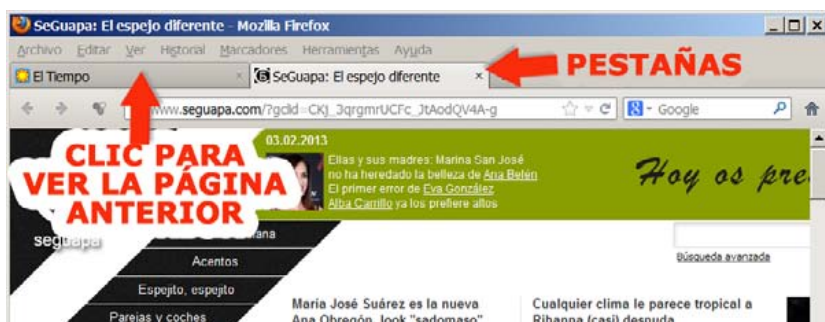 SeGuapa: El espejo diferente - Mozilla Firefox
Archivo Editar Ver Historial Marcadores Herramientas Ayuda
El Tiempo
SeGuapa: El espejo diferente
PESTAÑAS
www.seguapa.com/?gclid=CKj_3qrgmrUCFc_JtAodQV4A-g
Google
CLIC PARA
VER LA PÁGINA
ANTERIOR
03.02.2013
Ellas y sus madres: Marina San José
no ha heredado la belleza de Ana Belén
El primer error de Eva González
Alba Carrillo ya los prefiere altos
Hoy os pre
seguapa
ana
Acentos
Espejito, espejito
Parejas y coches
Búsqueda avanzada
María José Suárez es la nueva
Ana Obregón, look "sadomaso"
Cualquier clima le parece tropical a
Rihanna (casi) desnuda